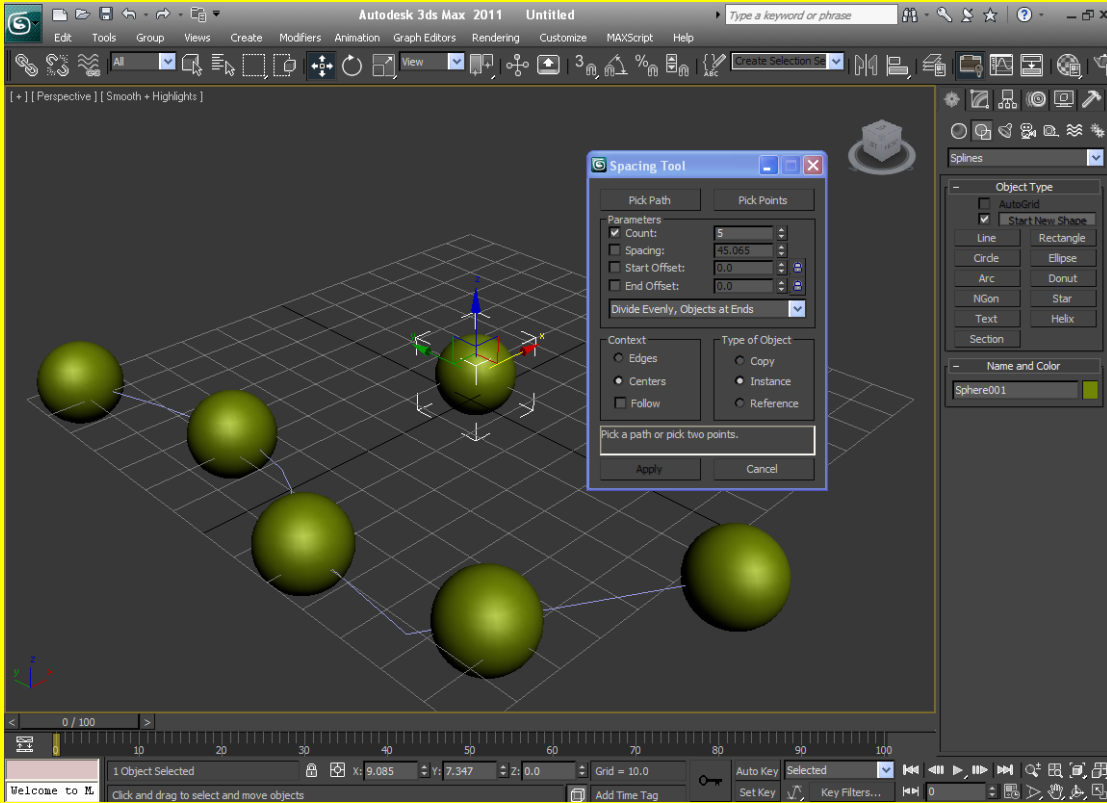 Autodesk 3ds Max 2011 Untitled
Type a keyword or phrase
Edit Tools Group Views Create Modifiers Animation Graph Editors Rendering Customize MAXScript Help
All
View
3
%
ABC
Create Selection Se
[ + ] [ Perspective ] [ Smooth + Highlights ]
Splines
Object Type
AutoGrid
Start New Shape
Line Rectangle
Circle Ellipse
Arc Donut
NGon Star
Text Helix
Section
Name and Color
Sphere001
Spacing Tool
Pick Path Pick Points
Parameters
Count: 5
Spacing: 45.065
Start Offset: 0.0
End Offset: 0.0
Divide Evenly, Objects at Ends
Context
Edges
Centers
Follow
Type of Object
Copy
Instance
Reference
Pick a path or pick two points.
Apply Cancel
z
x
z
y
< 0 / 100 >
0 10 20 30 40 50 60 70 80 90 100
1 Object Selected X: 9.085 Y: 7.347 Z: 0.0 Grid = 10.0 Auto Key Selected
Welcome to M
Click and drag to select and move objects Add Time Tag Set Key Key Filters... 0